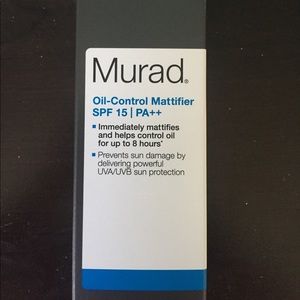 Murad®
Oil-Control Mattifier
SPF 15 | PA++
▪ Immediately mattifies
and helps control oil
for up to 8 hours*
▪ Prevents sun damage by
delivering powerful
UVA/UVB sun protection